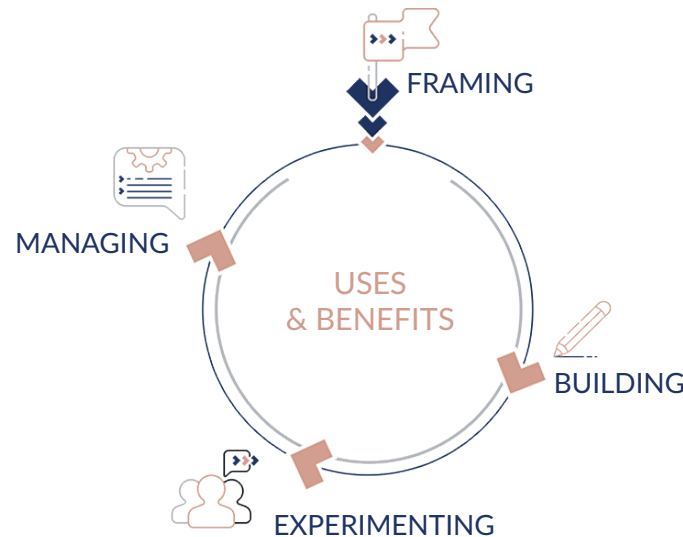 FRAMING
MANAGING
USES
& BENEFITS
BUILDING
EXPERIMENTING